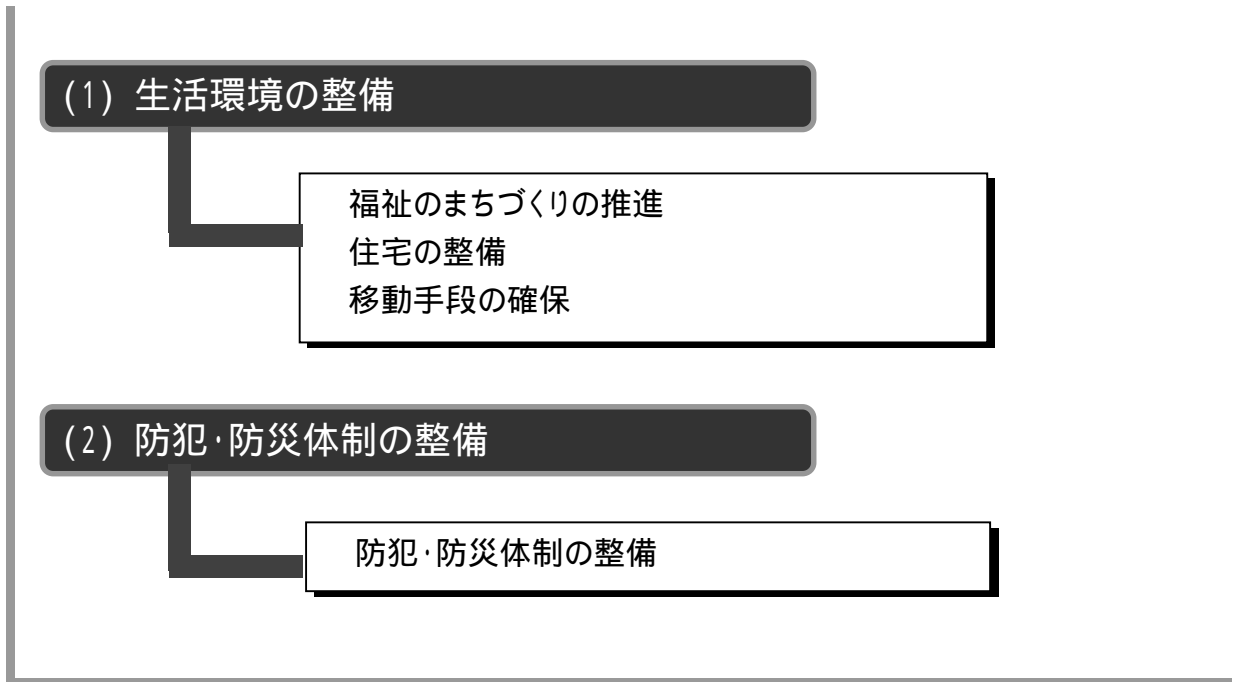 (1) 生活環境の整備
福祉のまちづくりの推進
住宅の整備
移動手段の確保
(2) 防犯･防災体制の整備
防犯･防災体制の整備